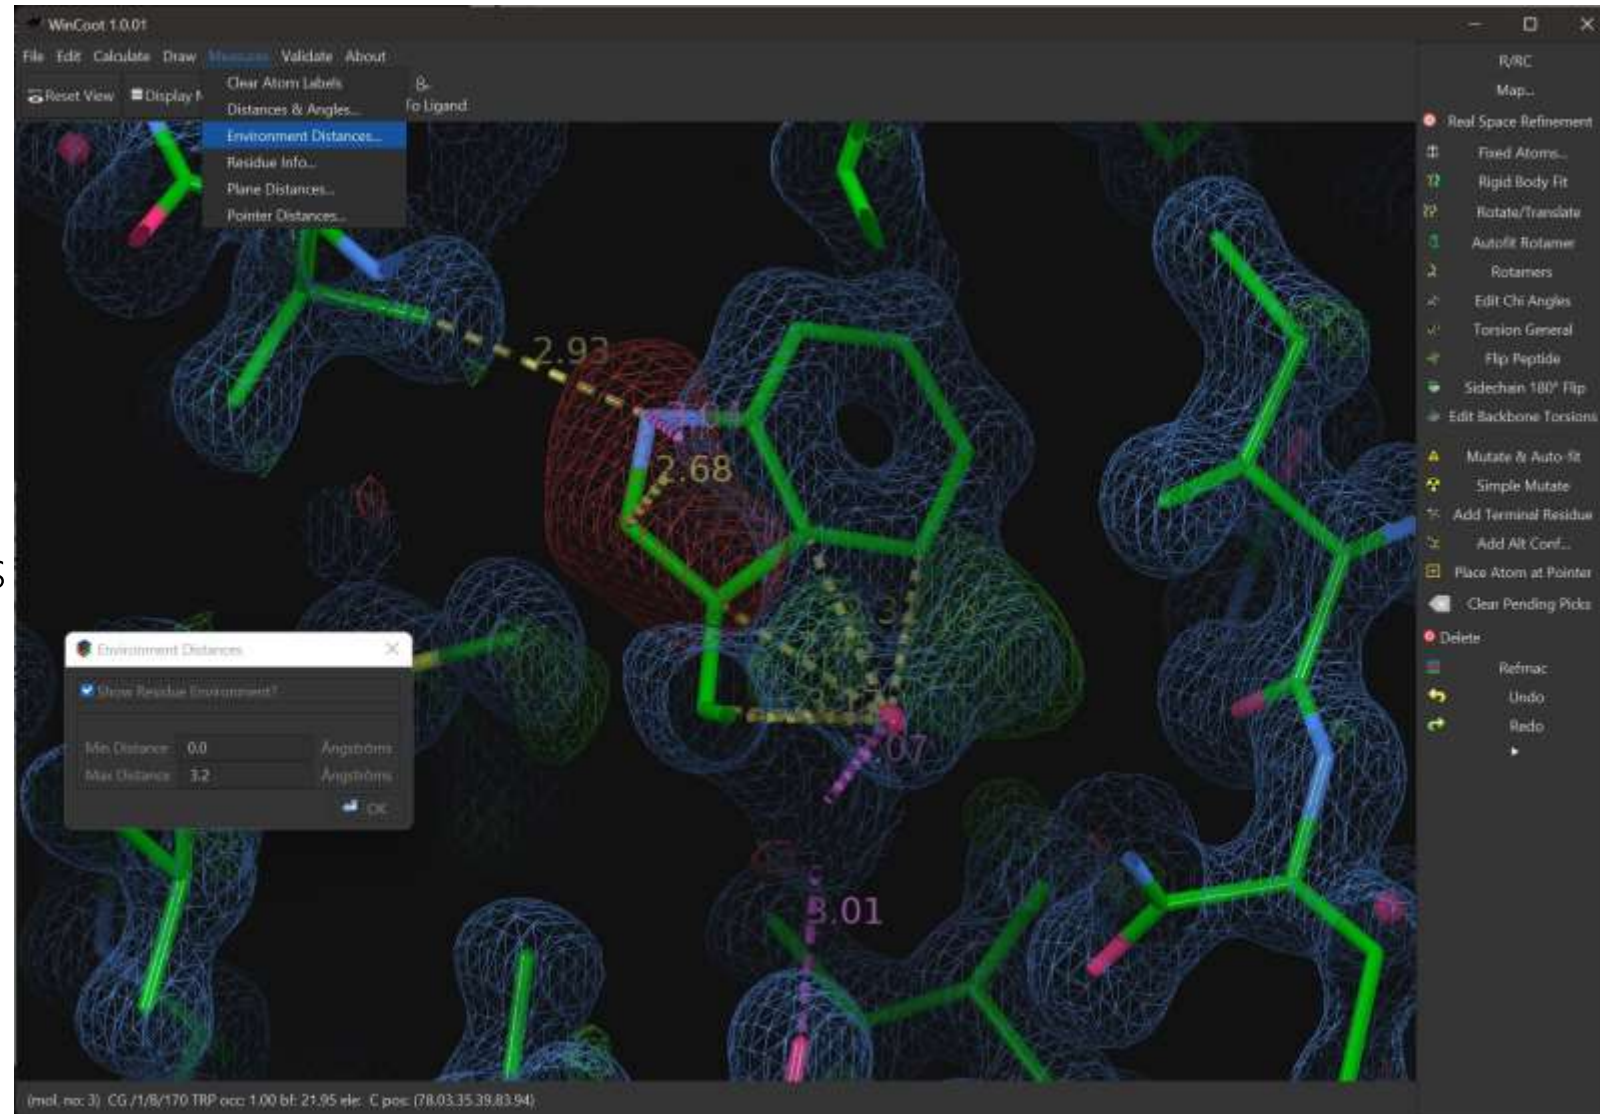 WinCoot 1.0.01
File Edit Calculate Draw Measures Validate About
Reset View
Display M
To Ligand
Clear Atom Labels
Distances & Angles...
Environment Distances...
Residue Info...
Plane Distances...
Pointer Distances...
R/RC
Map...
Real Space Refinement
Fixed Atoms...
Rigid Body Fit
Rotate/Translate
Autofit Rotamer
Rotamers
Edit Chi Angles
Torsion General
Flip Peptide
Sidechain 180° Flip
Edit Backbone Torsions
Mutate & Auto-fit
Simple Mutate
Add Terminal Residue
Add Alt Conf...
Place Atom at Pointer
Clear Pending Picks
Delete
Refmac
Undo
Redo
2.93
2.68
3.01
Environment Distances
Show Residue Environment?
Min Distance 0.0 Ångströms
Max Distance 3.2 Ångströms
OK
(mol. no: 3) CG /1/B/170 TRP occ: 1.00 bf: 21.95 ele: C pos: (78.03,35.39,83.94)